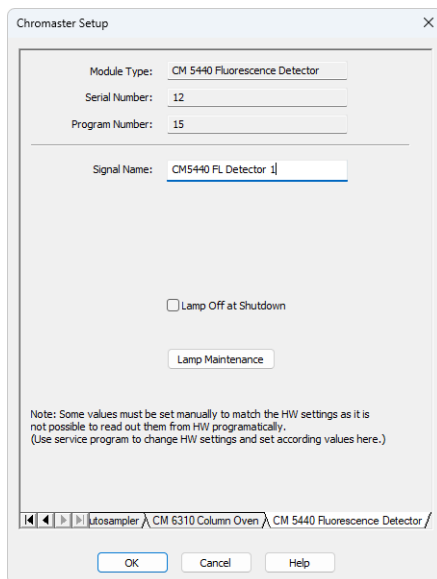 Chromaster Setup
Module Type: CM 5440 Fluorescence Detector
Serial Number: 12
Program Number: 15
Signal Name: CM5440 FL Detector 1
Lamp Off at Shutdown
Lamp Maintenance
Note: Some values must be set manually to match the HW settings as it is
not possible to read out them from HW programatically.
(Use service program to change HW settings and set according values here.)
utosampler CM 6310 Column Oven CM 5440 Fluorescence Detector
OK Cancel Help